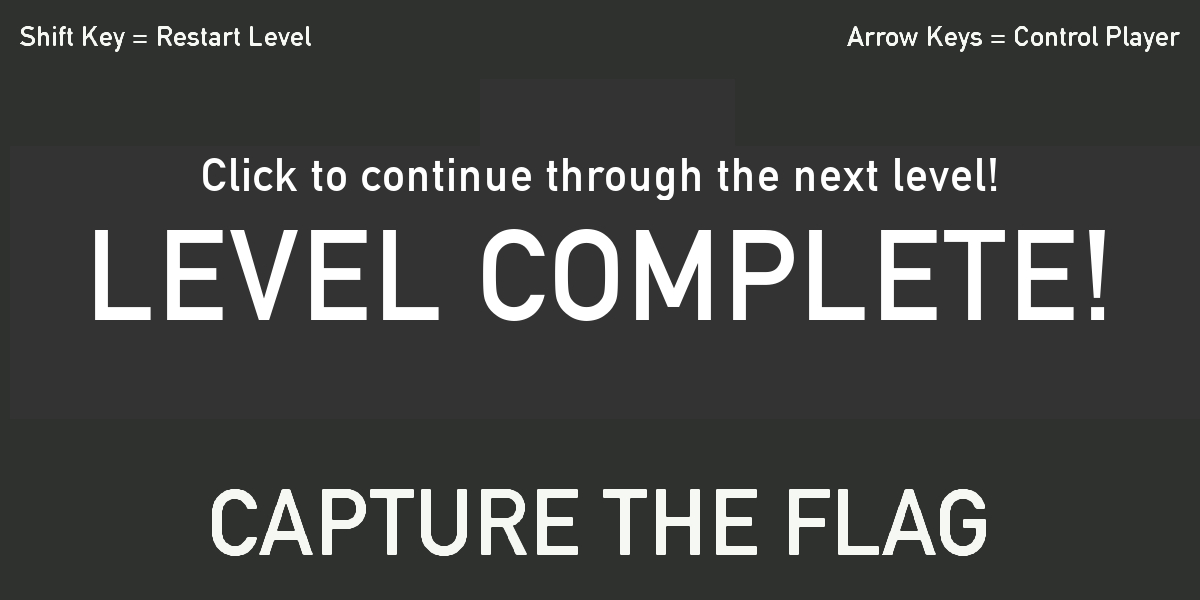 Shift Key = Restart Level
Arrow Keys = Control Player
Click to continue through the next level!
LEVEL COMPLETE!
CAPTURE THE FLAG